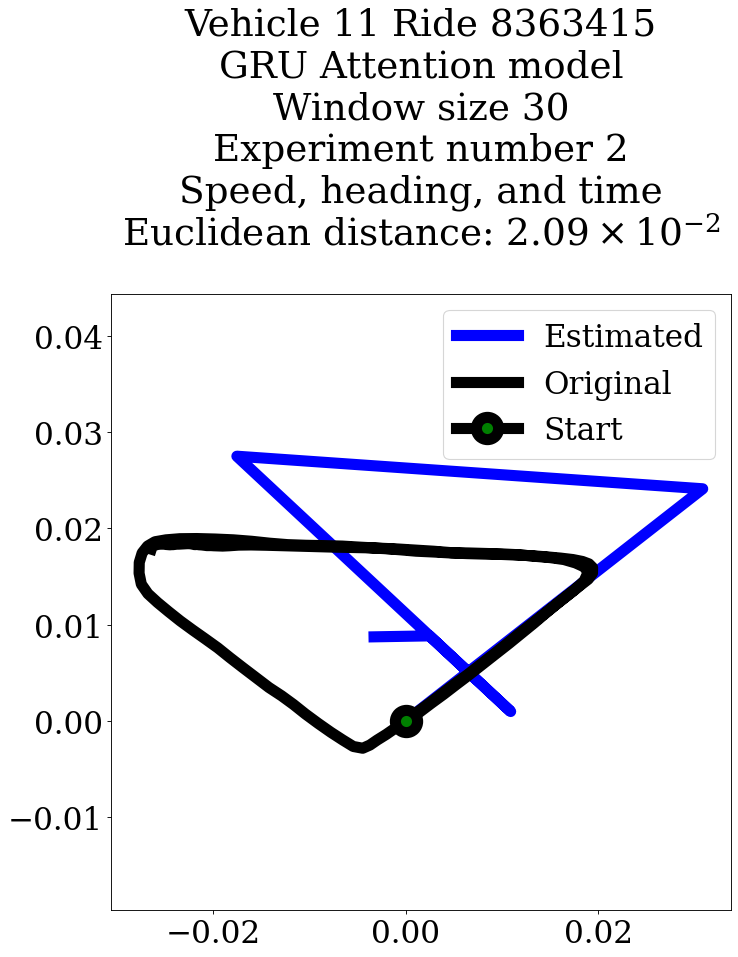 Vehicle 11 Ride 8363415
GRU Attention model
Window size 30
Experiment number 2
Speed, heading, and time
Euclidean distance: 2.09 × 10⁻²
Estimated
Original
Start
0.04
0.03
0.02
0.01
0.00
−0.01
−0.02 0.00 0.02